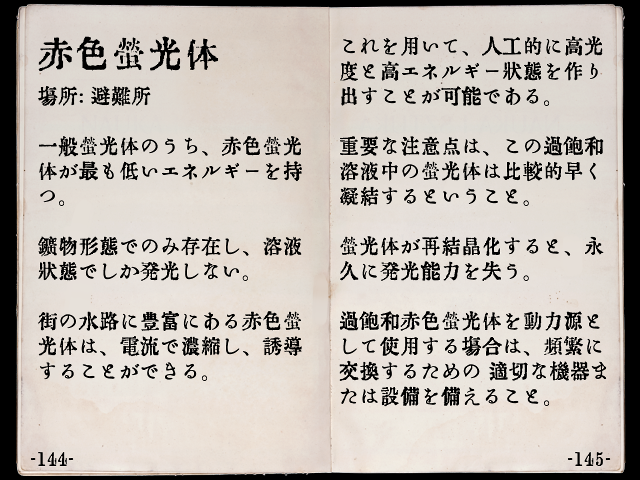 赤色螢光体
場所: 避難所
一般螢光体のうち、赤色螢光
体が最も低いエネルギーを持
つ。
鑛物形態でのみ存在し、溶液
狀態でしか発光しない。
街の水路に豊富にある赤色螢
光体は、電流で濃縮し、誘導
することができる。
-144-
これを用いて、人工的に高光
度と高エネルギー狀態を作り
出すことが可能である。
重要な注意点は、この過飽和
溶液中の螢光体は比較的早く
凝結するということ。
螢光体が再結晶化すると、永
久に発光能力を失う。
過飽和赤色螢光体を動力源と
して使用する場合は、頻繁に
交換するための 適切な機器ま
たは設備を備えること。
-145-